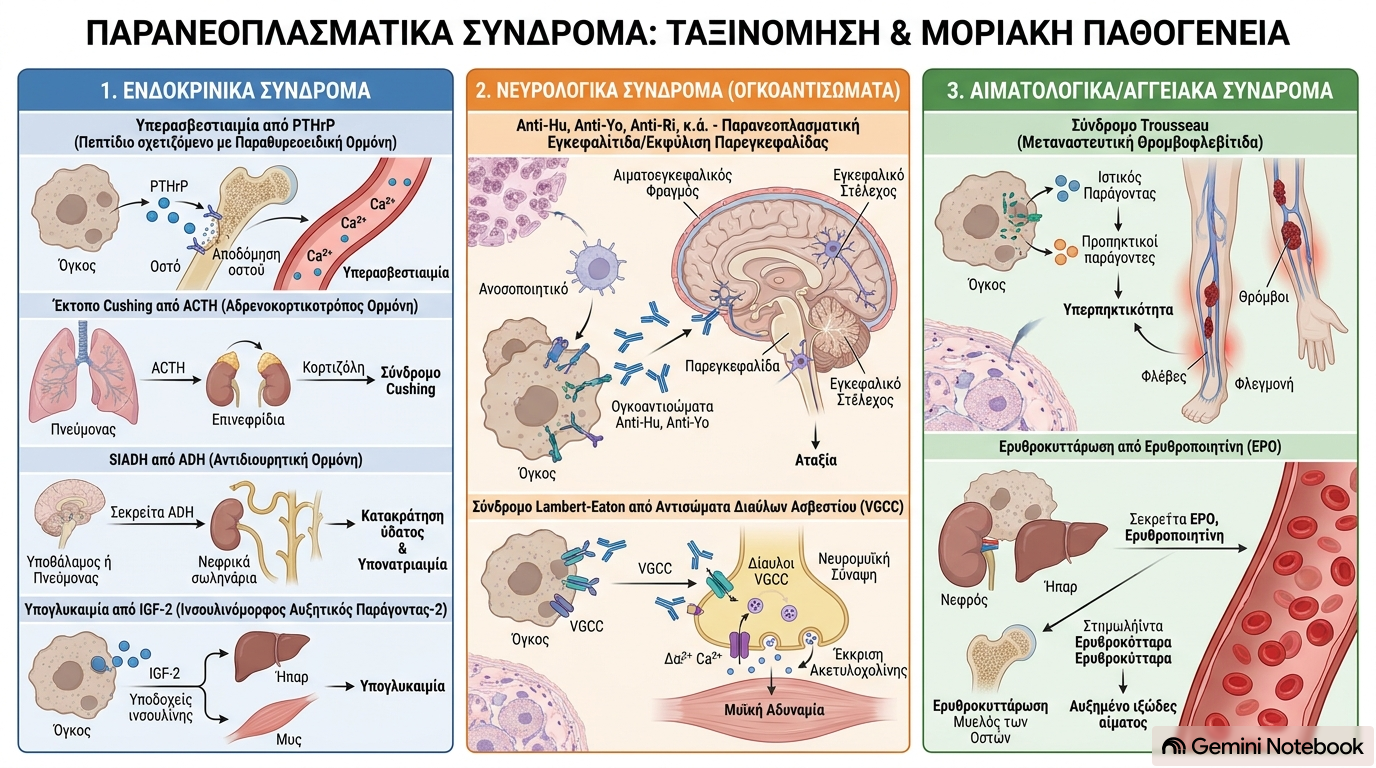 ΠΑΡΑΝΕΟΠΛΑΣΜΑΤΙΚΑ ΣΥΝΔΡΟΜΑ: ΤΑΞΙΝΟΜΗΣΗ & ΜΟΡΙΑΚΗ ΠΑΘΟΓΕΝΕΙΑ
1. ΕΝΔΟΚΡΙΝΙΚΑ ΣΥΝΔΡΟΜΑ
Υπερασβεστιαιμία από PTHrP
(Πεπτίδιο σχετιζόμενο με Παραθυρεοειδική Ορμόνη)
PTHrP
Όγκος
Οστό
Αποδόμηση
οστού
Ca²⁺
Ca²⁺
Ca²⁺
Υπερασβεστιαιμία
Έκτοπο Cushing από ACTH (Αδρενοκορτικοτρόπος Ορμόνη)
Πνεύμονας
ACTH
Επινεφρίδια
Κορτιζόλη
Σύνδρομο
Cushing
SIADH από ADH (Αντιδιουρητική Ορμόνη)
Υποθάλαμος ή
Πνεύμονας
Σεκρείτα ADH
Νεφρικά
σωληνάρια
Κατακράτηση
ύδατος
&
Υπονατριαιμία
Υπογλυκαιμία από IGF-2 (Ινσουλινόμορφος Αυξητικός Παράγοντας-2)
Όγκος
IGF-2
Υποδοχείς
ινσουλίνης
Ήπαρ
Μυς
Υπογλυκαιμία
2. ΝΕΥΡΟΛΟΓΙΚΑ ΣΥΝΔΡΟΜΑ (ΟΓΚΟΑΝΤΙΣΩΜΑΤΑ)
Anti-Hu, Anti-Yo, Anti-Ri, κ.ά. - Παρανεοπλασματική
Εγκεφαλίτιδα/Εκφύλιση Παρεγκεφαλίδας
Αιματοεγκεφαλικός
Φραγμός
Εγκεφαλικό
Στέλεχος
Ανοσοποιητικό
Παρεγκεφαλίδα
Εγκεφαλικό
Στέλεχος
Ογκοαντιοώματα
Anti-Hu, Anti-Yo
Όγκος
Αταξία
Σύνδρομο Lambert-Eaton από Αντισώματα Διαύλων Ασβεστίου (VGCC)
Όγκος
VGCC
VGCC
Δίαυλοι
VGCC
Νευρομυϊκή
Σύναψη
Ca²⁺
Έκκριση
Ακετυλοχολίνης
Μυϊκή Αδυναμία
3. ΑΙΜΑΤΟΛΟΓΙΚΑ/ΑΓΓΕΙΑΚΑ ΣΥΝΔΡΟΜΑ
Σύνδρομο Trousseau
(Μεταναστευτική Θρομβοφλεβίτιδα)
Όγκος
Ιστικός
Παράγοντας
Προπηκτικοί
παράγοντες
Υπερπηκτικότητα
Θρόμβοι
Φλέβες
Φλεγμονή
Ερυθροκυττάρωση από Ερυθροποιητίνη (EPO)
Νεφρός
Ήπαρ
Σεκρείτα EPO,
Ερυθροποιητίνη
Ερυθροκυττάρωση
Μυελός των
Οστών
Αυξημένο ιξώδες
αίματος
Gemini Notebook